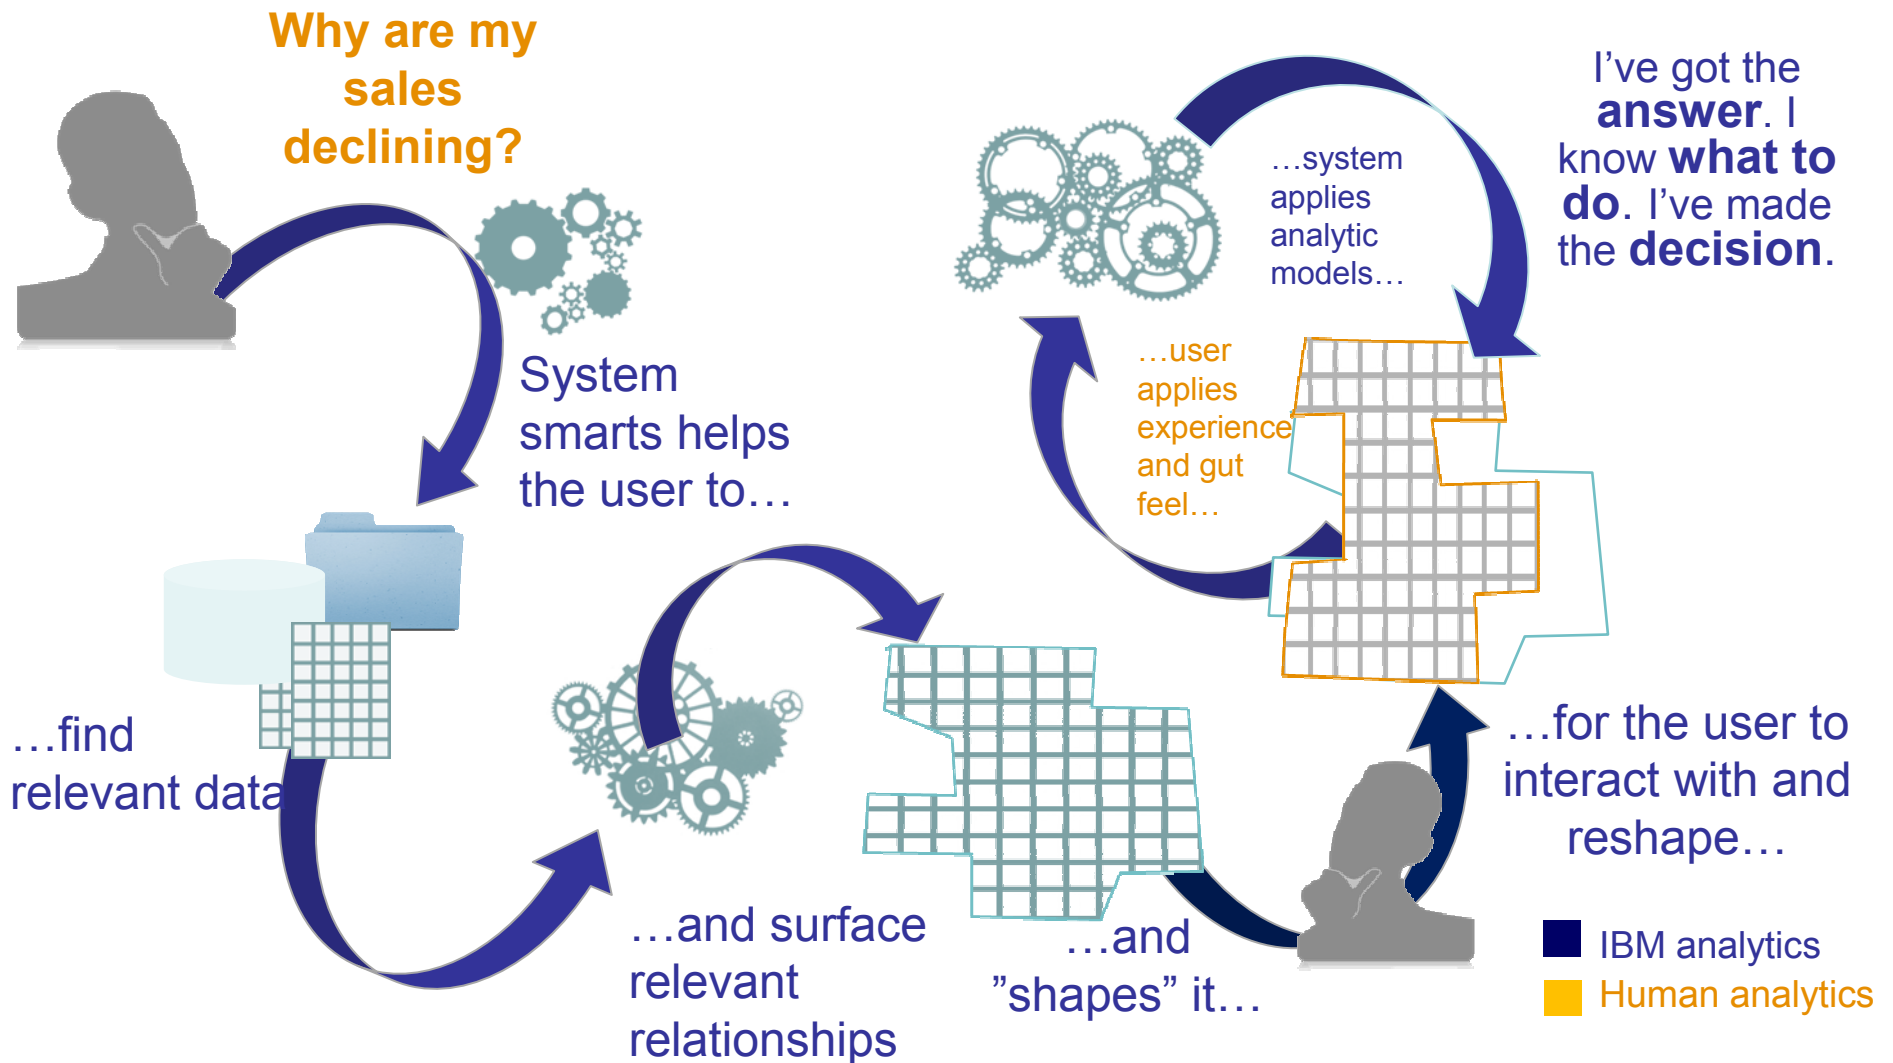 Why are my
sales
declining?
System
smarts helps
the user to…
…find
relevant data
…and surface
relevant
relationships
…and
”shapes” it…
…for the user to
interact with and
reshape…
…user
applies
experience
and gut
feel…
…system
applies
analytic
models…
I’ve got the
answer. I
know what to
do. I’ve made
the decision.
IBM analytics
Human analytics